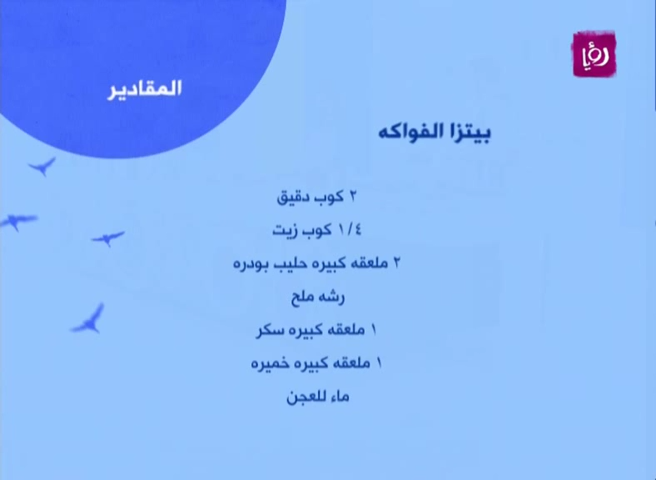 رؤيا
المقادير
بيتزا الفواكه
٢ كوب دقيق
١/٤ كوب زيت
٢ ملعقه كبيره حليب بودره
رشه ملح
١ ملعقه كبيره سكر
١ ملعقه كبيره خميره
ماء للعجن